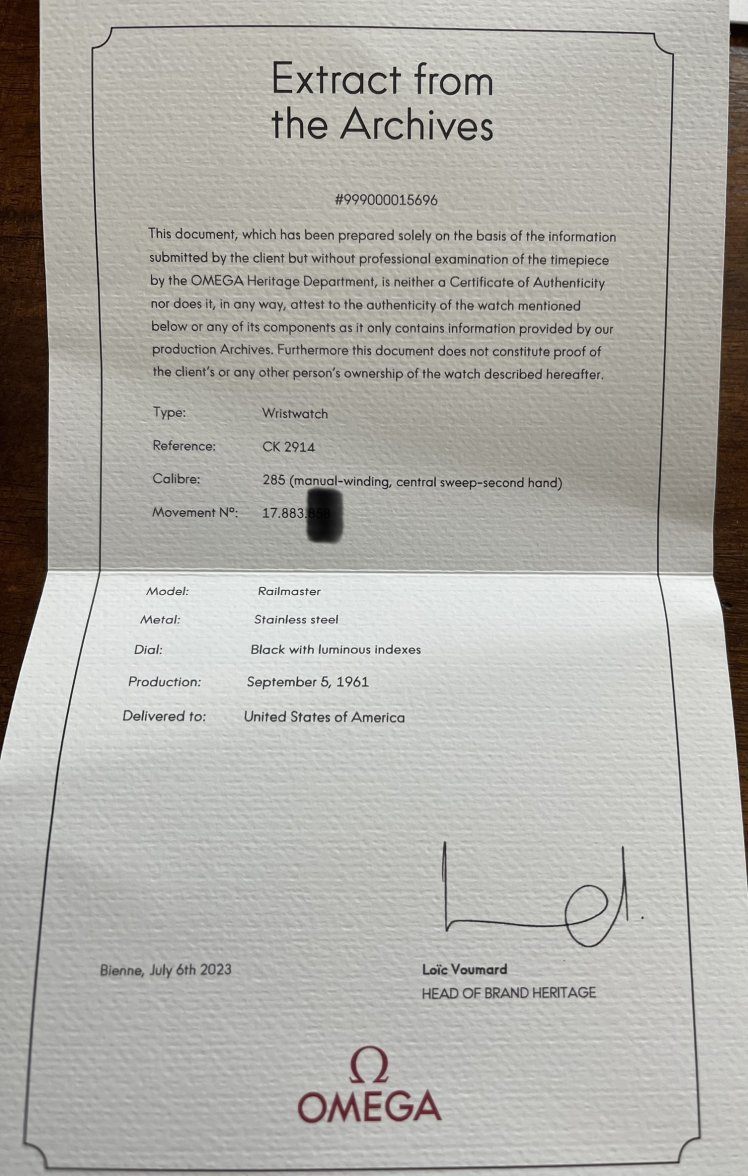 Extract from
the Archives
#999000015696
This document, which has been prepared solely on the basis of the information
submitted by the client but without professional examination of the timepiece
by the OMEGA Heritage Department, is neither a Certificate of Authenticity
nor does it, in any way, attest to the authenticity of the watch mentioned
below or any of its components as it only contains information provided by our
production Archives. Furthermore this document does not constitute proof of
the client's or any other person's ownership of the watch described hereafter.
Type: Wristwatch
Reference: CK 2914
Calibre: 285 (manual-winding, central sweep-second hand)
Movement Nº: 17.883.
Model: Railmaster
Metal: Stainless steel
Dial: Black with luminous indexes
Production: September 5, 1961
Delivered to: United States of America
Bienne, July 6th 2023 Loïc Voumard
HEAD OF BRAND HERITAGE
Ω
OMEGA